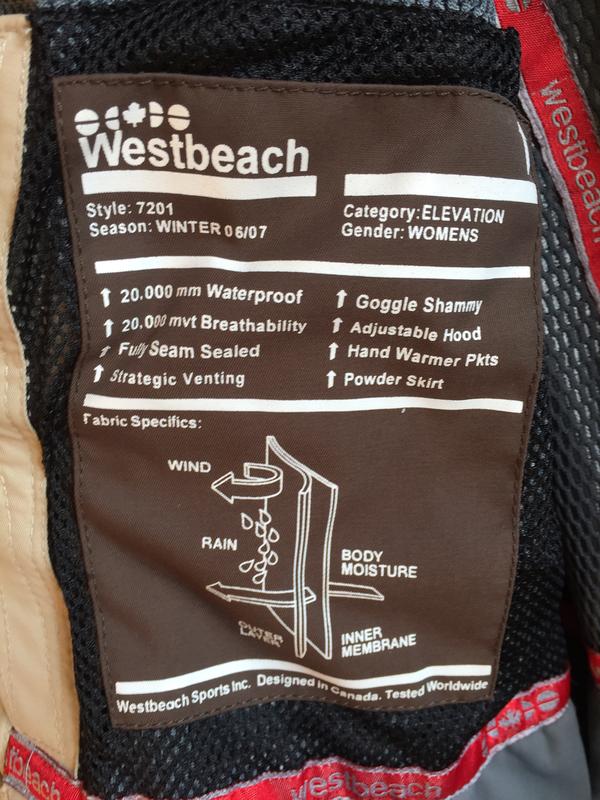 Westbeach
Style: 7201
Season: WINTER 06/07
Category: ELEVATION
Gender: WOMENS
20,000 mm Waterproof
20,000 mvt Breathability
Fully Seam Sealed
Strategic Venting
Goggle Shammy
Adjustable Hood
Hand Warmer Pkts
Powder Skirt
Fabric Specifics:
WIND
RAIN
BODY
MOISTURE
OUTER
LAYER
INNER
MEMBRANE
Westbeach Sports Inc. Designed in Canada. Tested Worldwide
westbeach
tbeach
westbeach